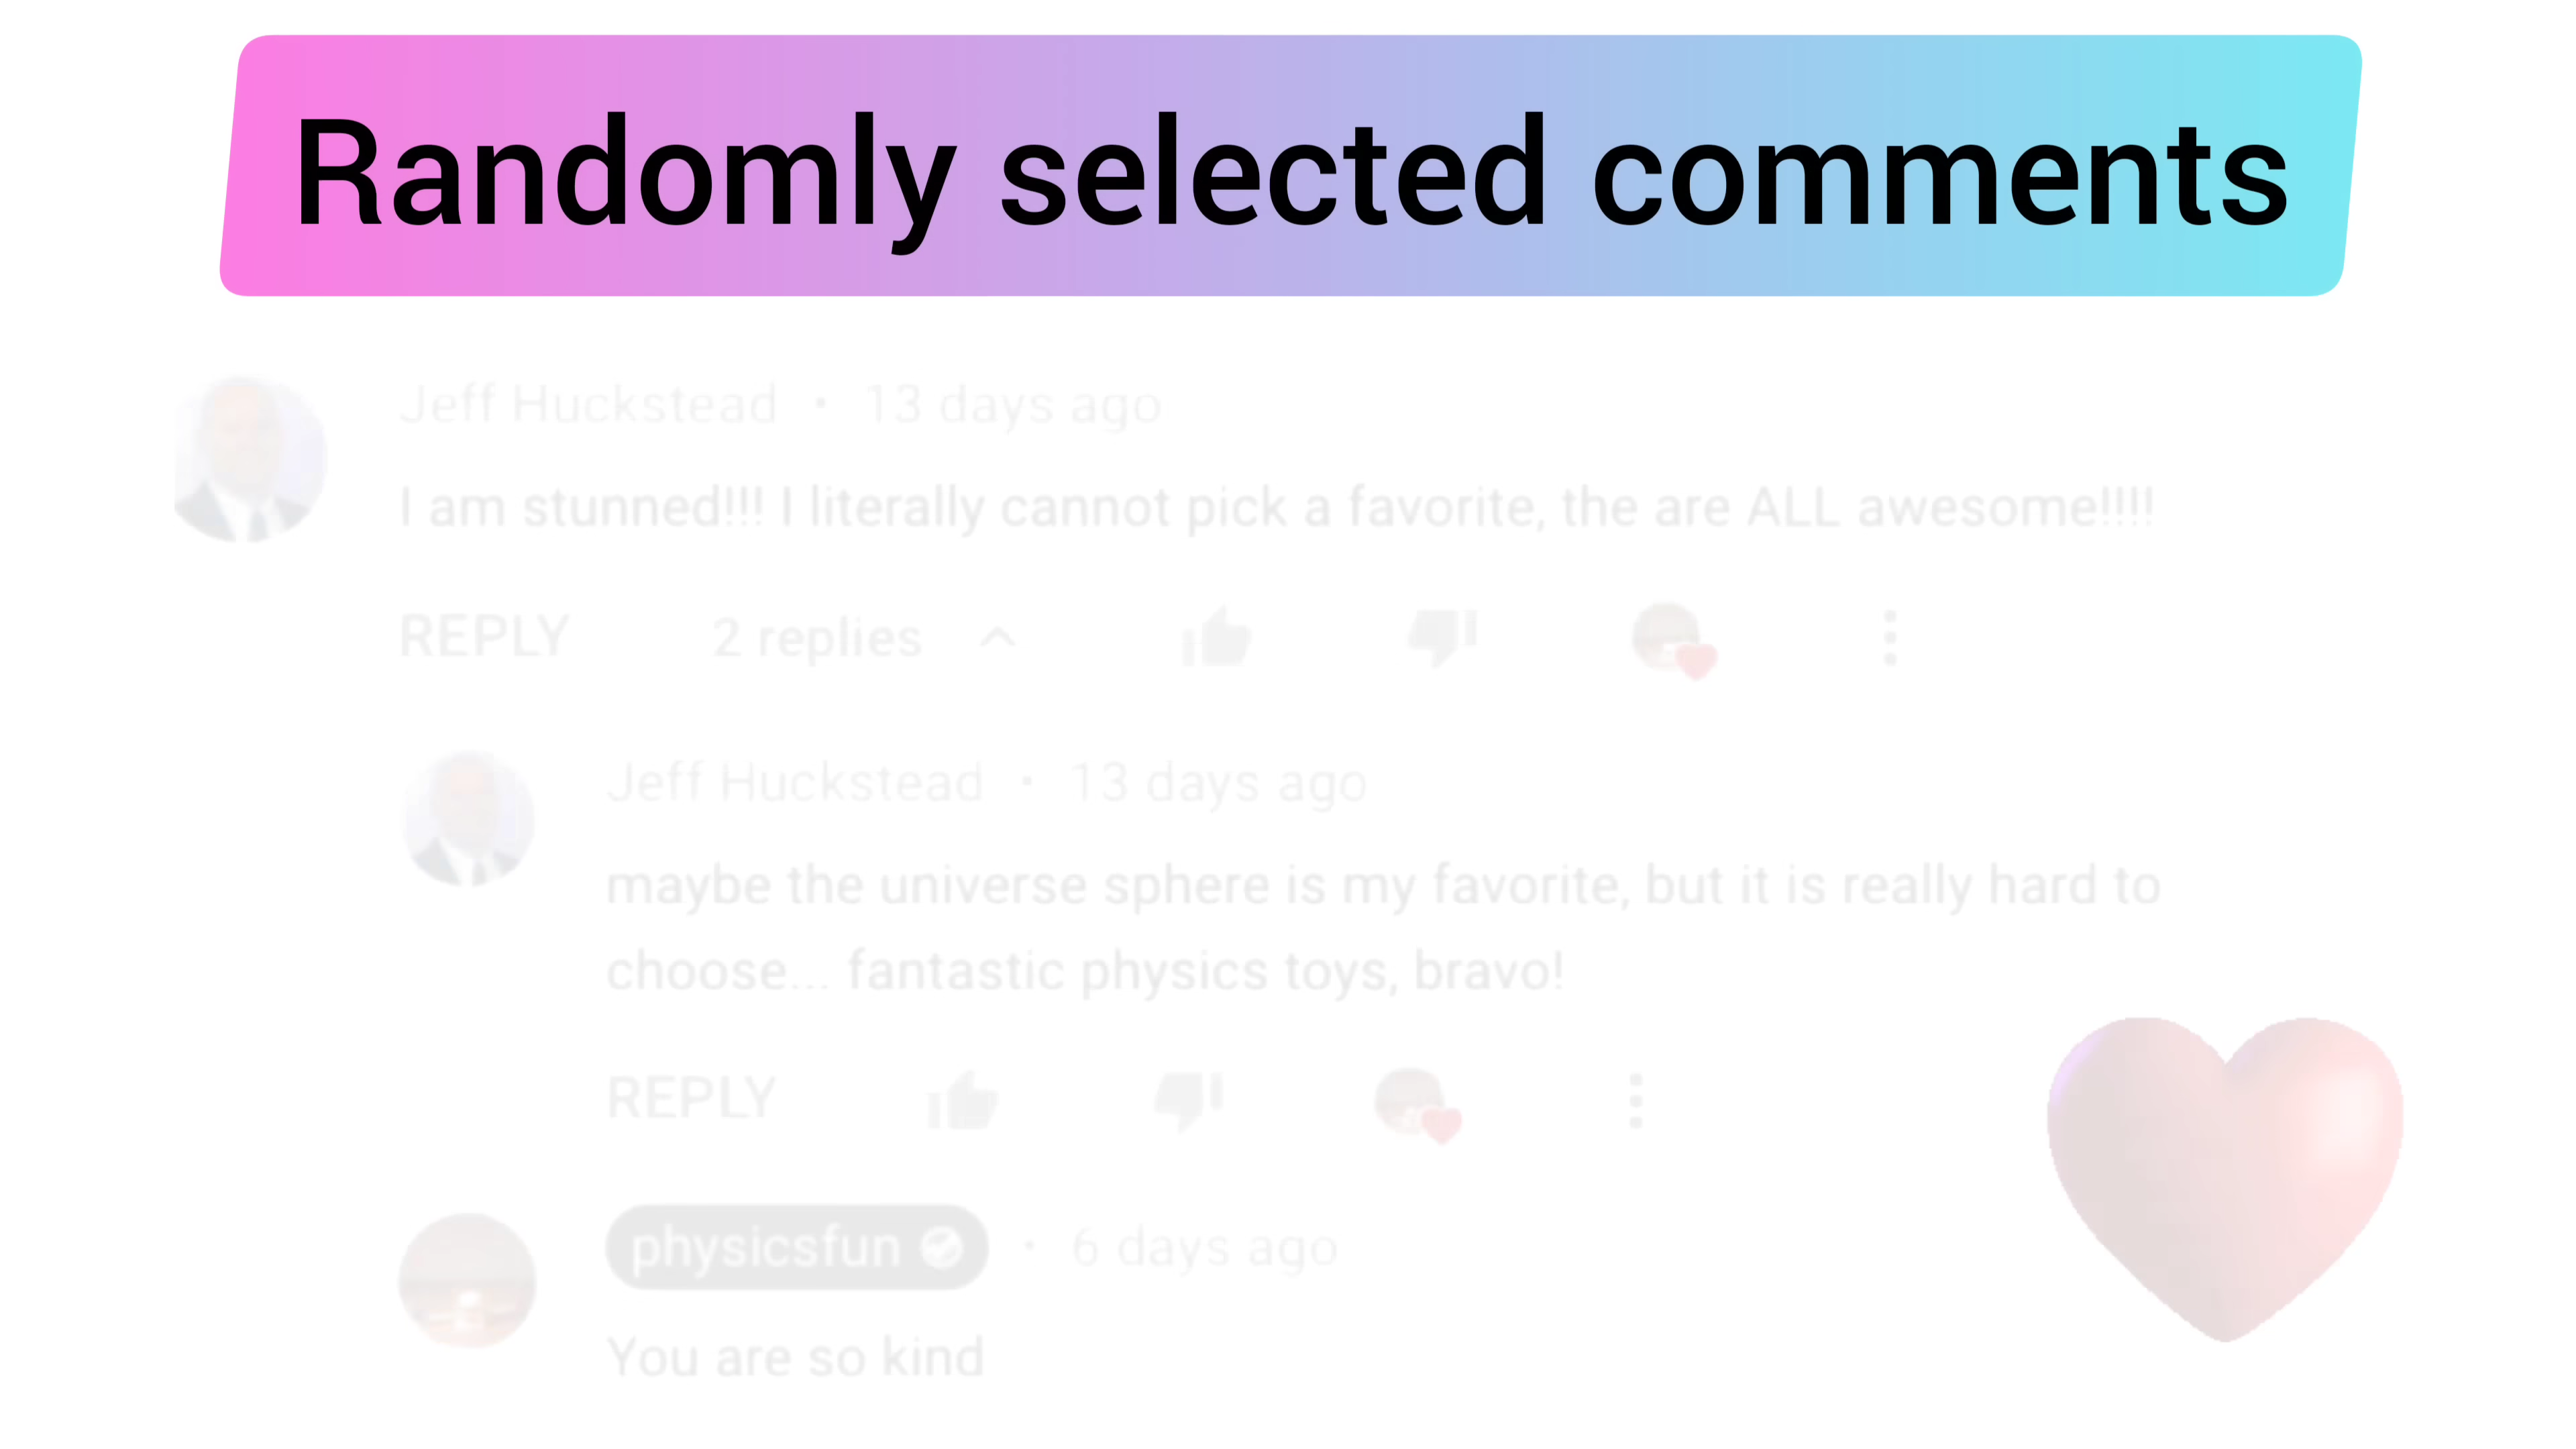 Randomly selected comments
Jeff Huckstead · 13 days ago
I am stunned!!! I literally cannot pick a favorite, the are ALL awesome!!!!
REPLY 2 replies
Jeff Huckstead · 13 days ago
maybe the universe sphere is my favorite, but it is really hard to
choose... fantastic physics toys, bravo!
REPLY
physicsfun · 6 days ago
You are so kind